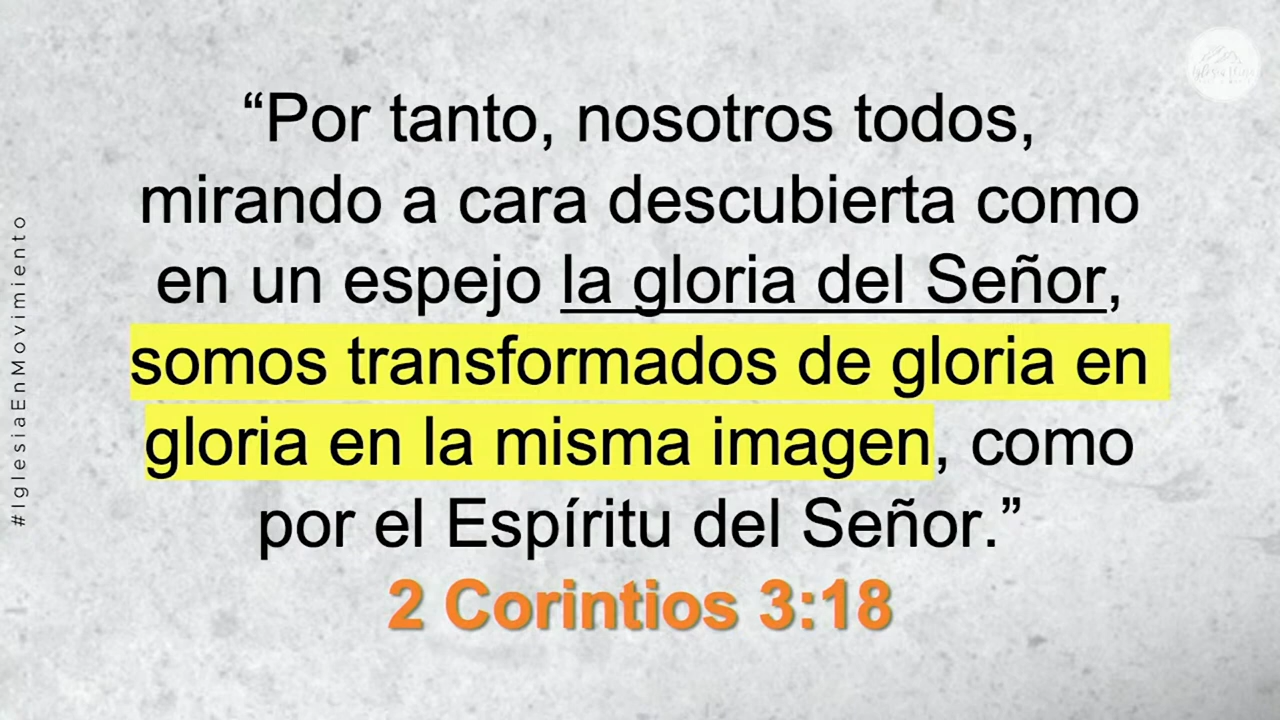 “Por tanto, nosotros todos,
mirando a cara descubierta como
en un espejo la gloria del Señor,
somos transformados de gloria en
gloria en la misma imagen, como
por el Espíritu del Señor.”
2 Corintios 3:18
#IglesiaEnMovimiento